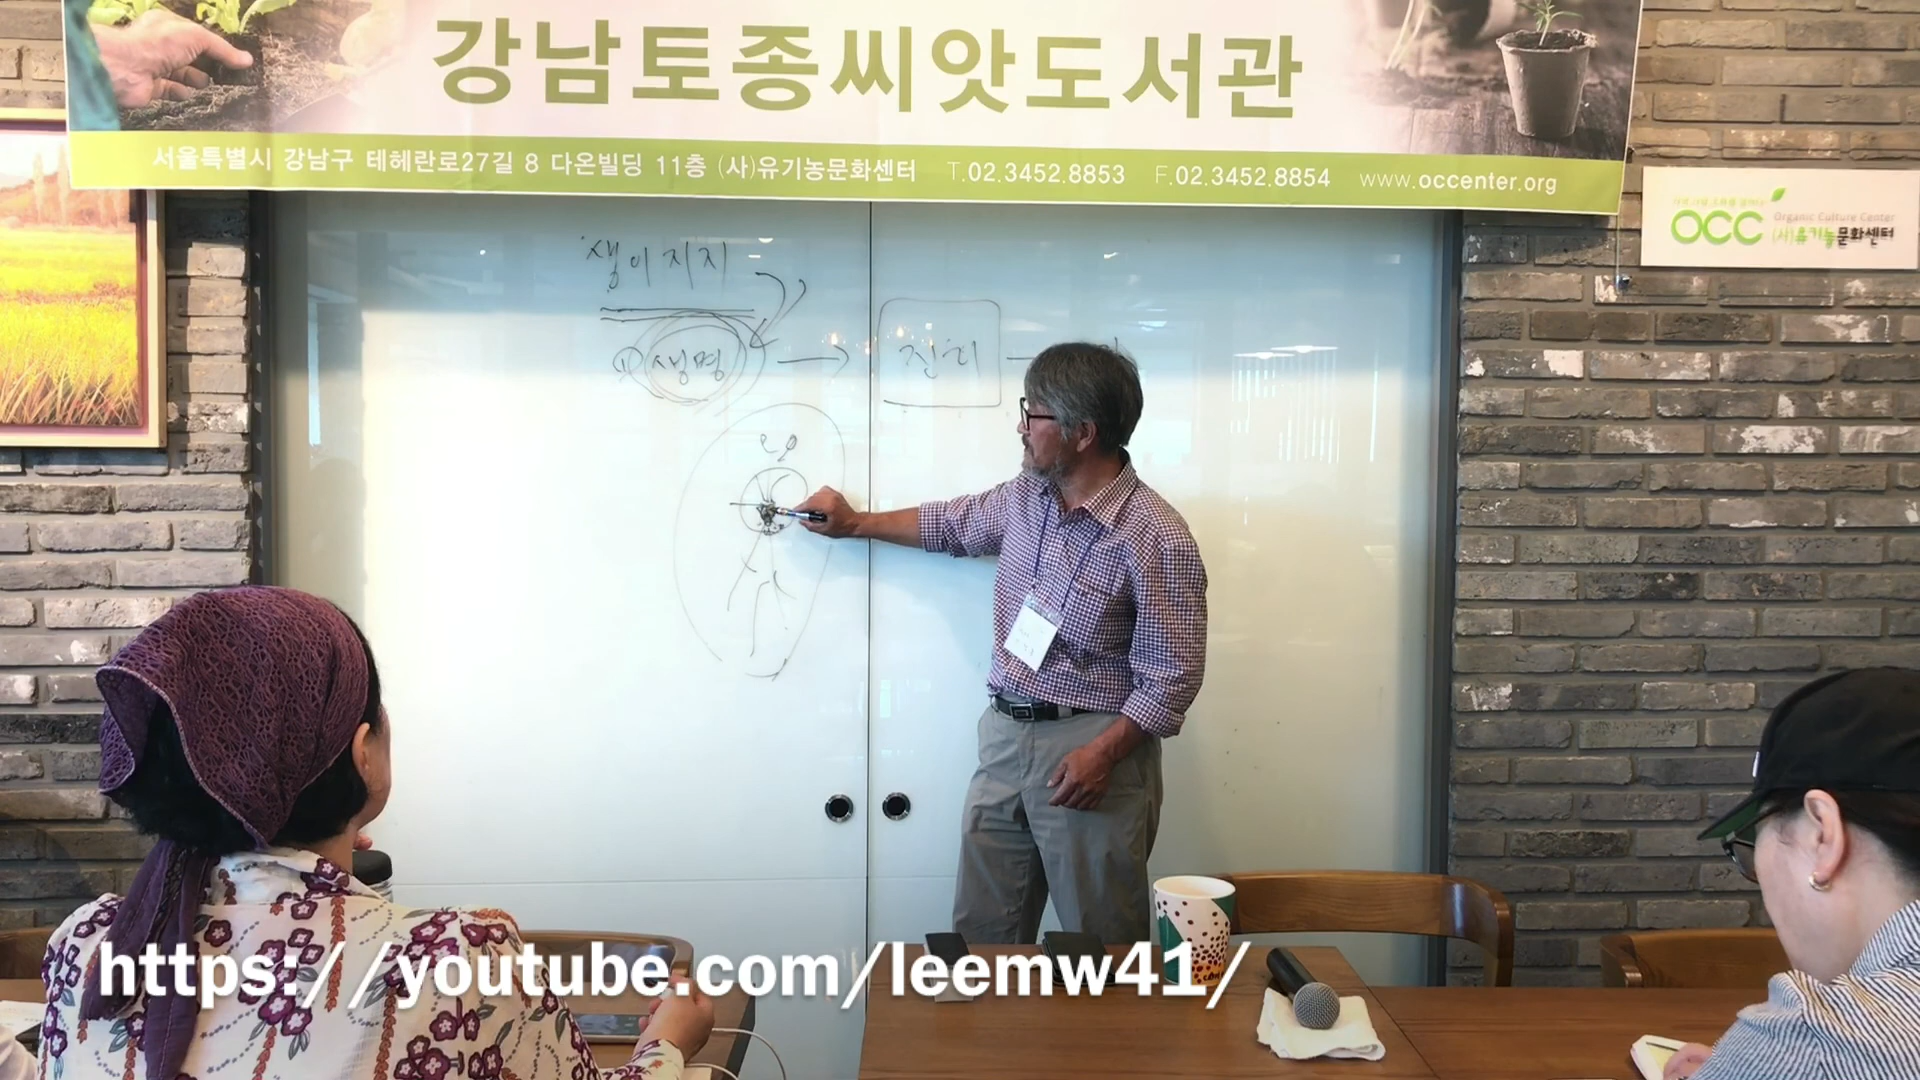 강남토종씨앗도서관
서울특별시 강남구 테헤란로27길 8 다온빌딩 11층 (사)유기농문화센터 T.02.3452.8853 F.02.3452.8854 www.occenter.org
OCC Organic Culture Center
(사)유기농문화센터
생이지지
생명
진리
https://youtube.com/leemw41/